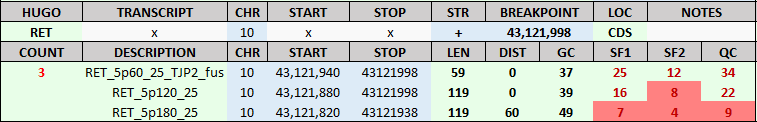 HUGO TRANSCRIPT CHR START STOP STR BREAKPOINT LOC NOTES
RET x 10 x x + 43,121,998 CDS
COUNT DESCRIPTION CHR START STOP LEN DIST GC SF1 SF2 QC
3 RET_5p60_25_TJP2_fus 10 43,121,940 43121998 59 0 37 25 12 34
RET_5p120_25 10 43,121,880 43121998 119 0 39 16 8 22
RET_5p180_25 10 43,121,820 43121938 119 60 49 7 4 9